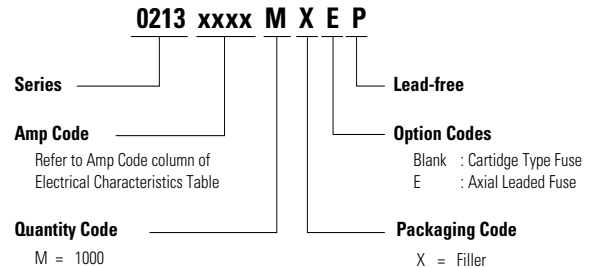 0213 xxxx M X E P
Series
Lead-free
Amp Code
Refer to Amp Code column of
Electrical Characteristics Table
Option Codes
Blank : Cartidge Type Fuse
E : Axial Leaded Fuse
Quantity Code
M = 1000
Packaging Code
X = Filler